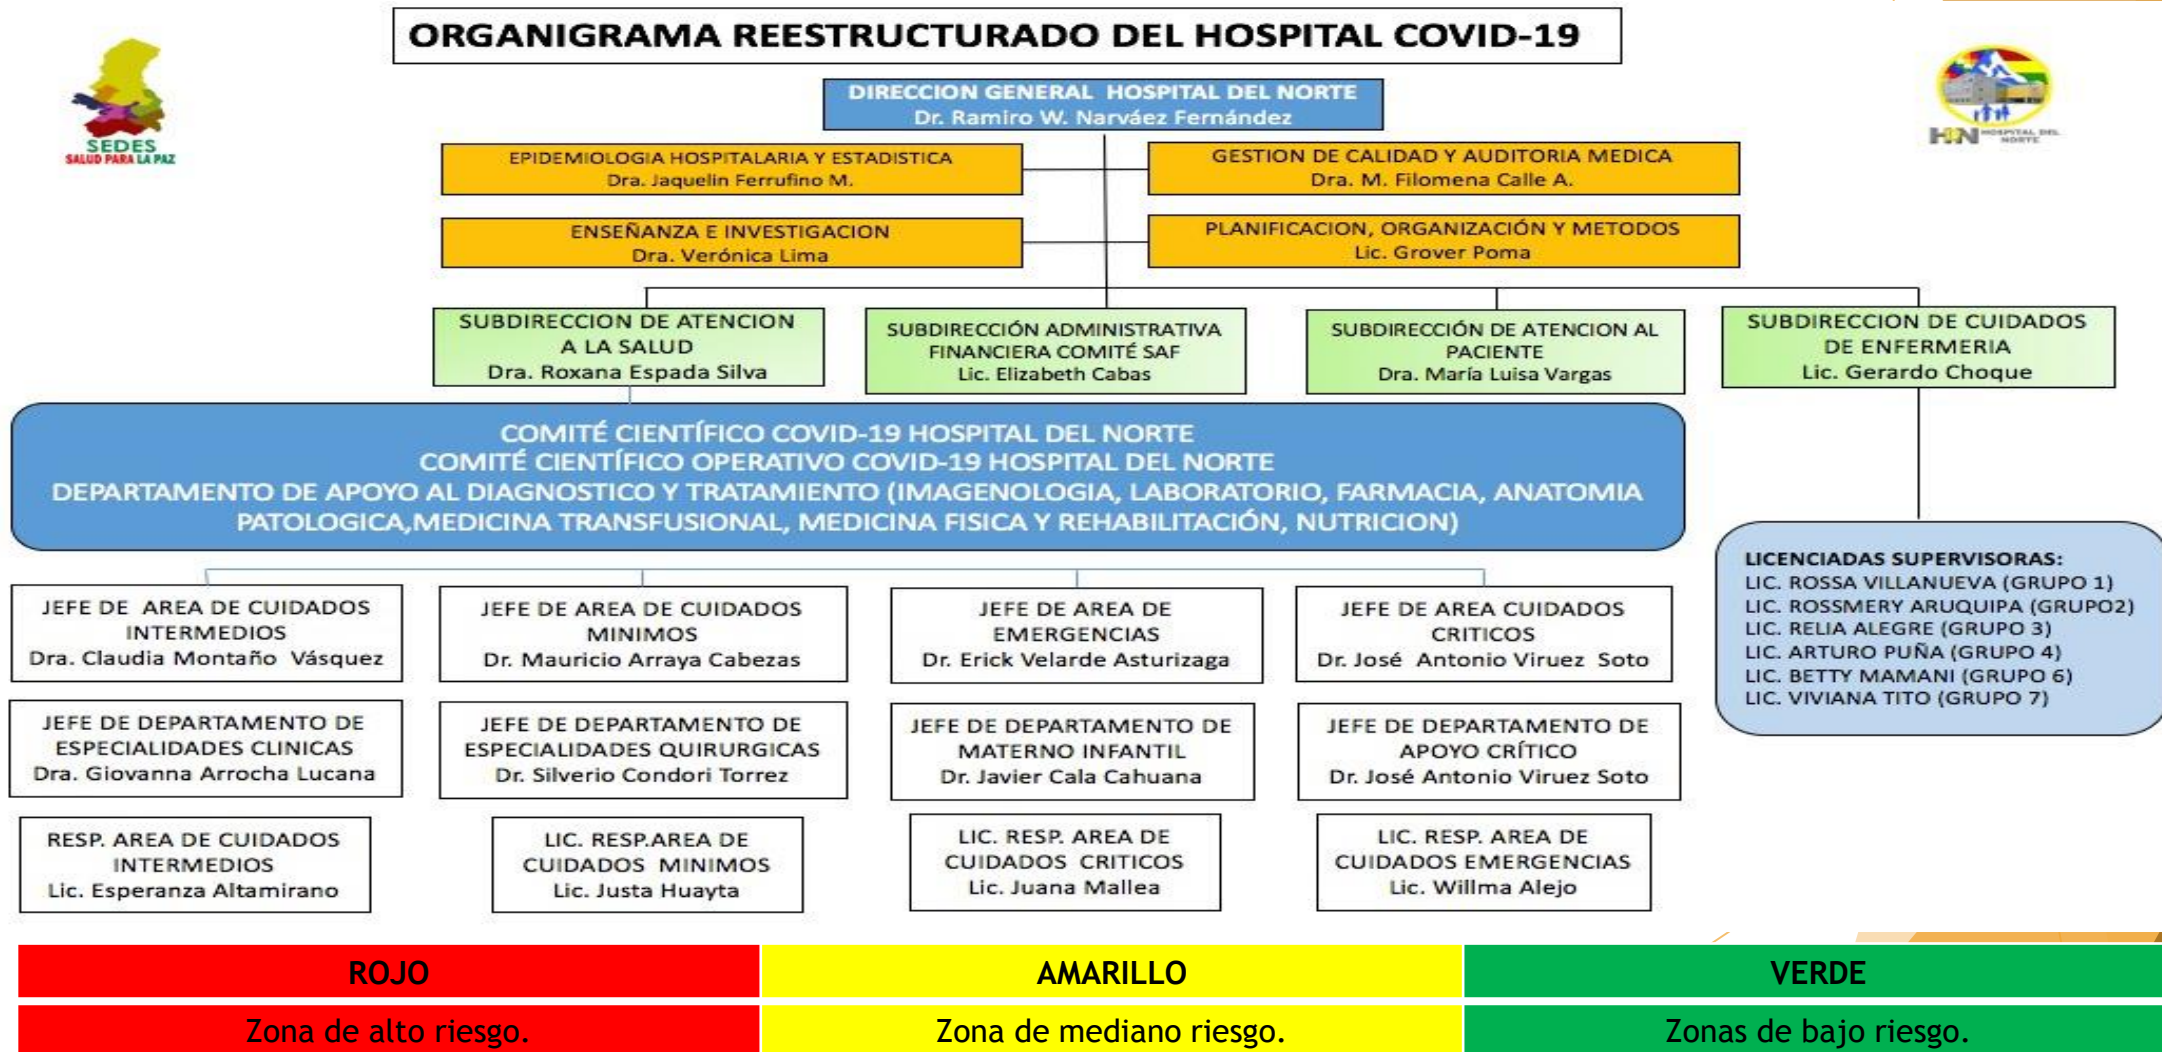 ORGANIGRAMA REESTRUCTURADO DEL HOSPITAL COVID-19
SEDES
SALUD PARA LA PAZ
HN HOSPITAL DEL
NORTE
DIRECCION GENERAL HOSPITAL DEL NORTE
Dr. Ramiro W. Narváez Fernández
EPIDEMIOLOGIA HOSPITALARIA Y ESTADISTICA
Dra. Jaquelin Ferrufino M.
GESTION DE CALIDAD Y AUDITORIA MEDICA
Dra. M. Filomena Calle A.
ENSEÑANZA E INVESTIGACION
Dra. Verónica Lima
PLANIFICACION, ORGANIZACIÓN Y METODOS
Lic. Grover Poma
SUBDIRECCION DE ATENCION
A LA SALUD
Dra. Roxana Espada Silva
SUBDIRECCIÓN ADMINISTRATIVA
FINANCIERA COMITÉ SAF
Lic. Elizabeth Cabas
SUBDIRECCIÓN DE ATENCION AL
PACIENTE
Dra. María Luisa Vargas
SUBDIRECCION DE CUIDADOS
DE ENFERMERIA
Lic. Gerardo Choque
COMITÉ CIENTÍFICO COVID-19 HOSPITAL DEL NORTE
COMITÉ CIENTÍFICO OPERATIVO COVID-19 HOSPITAL DEL NORTE
DEPARTAMENTO DE APOYO AL DIAGNOSTICO Y TRATAMIENTO (IMAGENOLOGIA, LABORATORIO, FARMACIA, ANATOMIA
PATOLOGICA,MEDICINA TRANSFUSIONAL, MEDICINA FISICA Y REHABILITACIÓN, NUTRICION)
LICENCIADAS SUPERVISORAS:
LIC. ROSSA VILLANUEVA (GRUPO 1)
LIC. ROSSMERY ARUQUIPA (GRUPO2)
LIC. RELIA ALEGRE (GRUPO 3)
LIC. ARTURO PUÑA (GRUPO 4)
LIC. BETTY MAMANI (GRUPO 6)
LIC. VIVIANA TITO (GRUPO 7)
JEFE DE AREA DE CUIDADOS
INTERMEDIOS
Dra. Claudia Montaño Vásquez
JEFE DE AREA DE CUIDADOS
MINIMOS
Dr. Mauricio Arraya Cabezas
JEFE DE AREA DE
EMERGENCIAS
Dr. Erick Velarde Asturizaga
JEFE DE AREA CUIDADOS
CRITICOS
Dr. José Antonio Viruez Soto
JEFE DE DEPARTAMENTO DE
ESPECIALIDADES CLINICAS
Dra. Giovanna Arrocha Lucana
JEFE DE DEPARTAMENTO DE
ESPECIALIDADES QUIRURGICAS
Dr. Silverio Condori Torrez
JEFE DE DEPARTAMENTO DE
MATERNO INFANTIL
Dr. Javier Cala Cahuana
JEFE DE DEPARTAMENTO DE
APOYO CRÍTICO
Dr. José Antonio Viruez Soto
RESP. AREA DE CUIDADOS
INTERMEDIOS
Lic. Esperanza Altamirano
LIC. RESP.AREA DE
CUIDADOS MINIMOS
Lic. Justa Huayta
LIC. RESP. AREA DE
CUIDADOS CRITICOS
Lic. Juana Mallea
LIC. RESP. AREA DE
CUIDADOS EMERGENCIAS
Lic. Willma Alejo
ROJO
AMARILLO
VERDE
Zona de alto riesgo.
Zona de mediano riesgo.
Zonas de bajo riesgo.